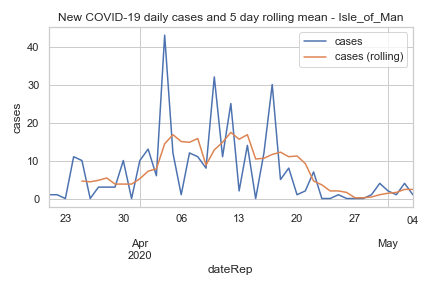 New COVID-19 daily cases and 5 day rolling mean - Isle_of_Man
cases
cases (rolling)
40
30
20
10
0
cases
23
30
06
13
20
27
04
Apr
2020
May
dateRep